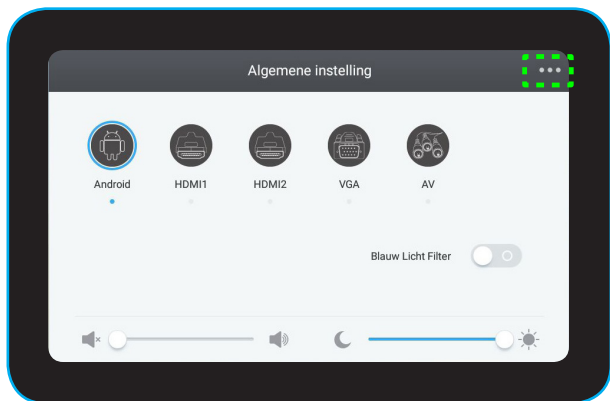 Algemene instelling
Android HDMI1 HDMI2 VGA AV
Blauw Licht Filter